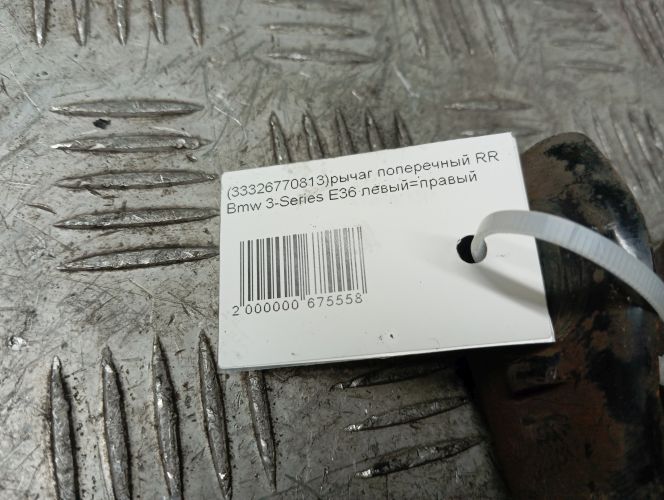 (33326770813)рычаг поперечный RR
Bmw 3-Series E36 левый=правый
2 000000 675558